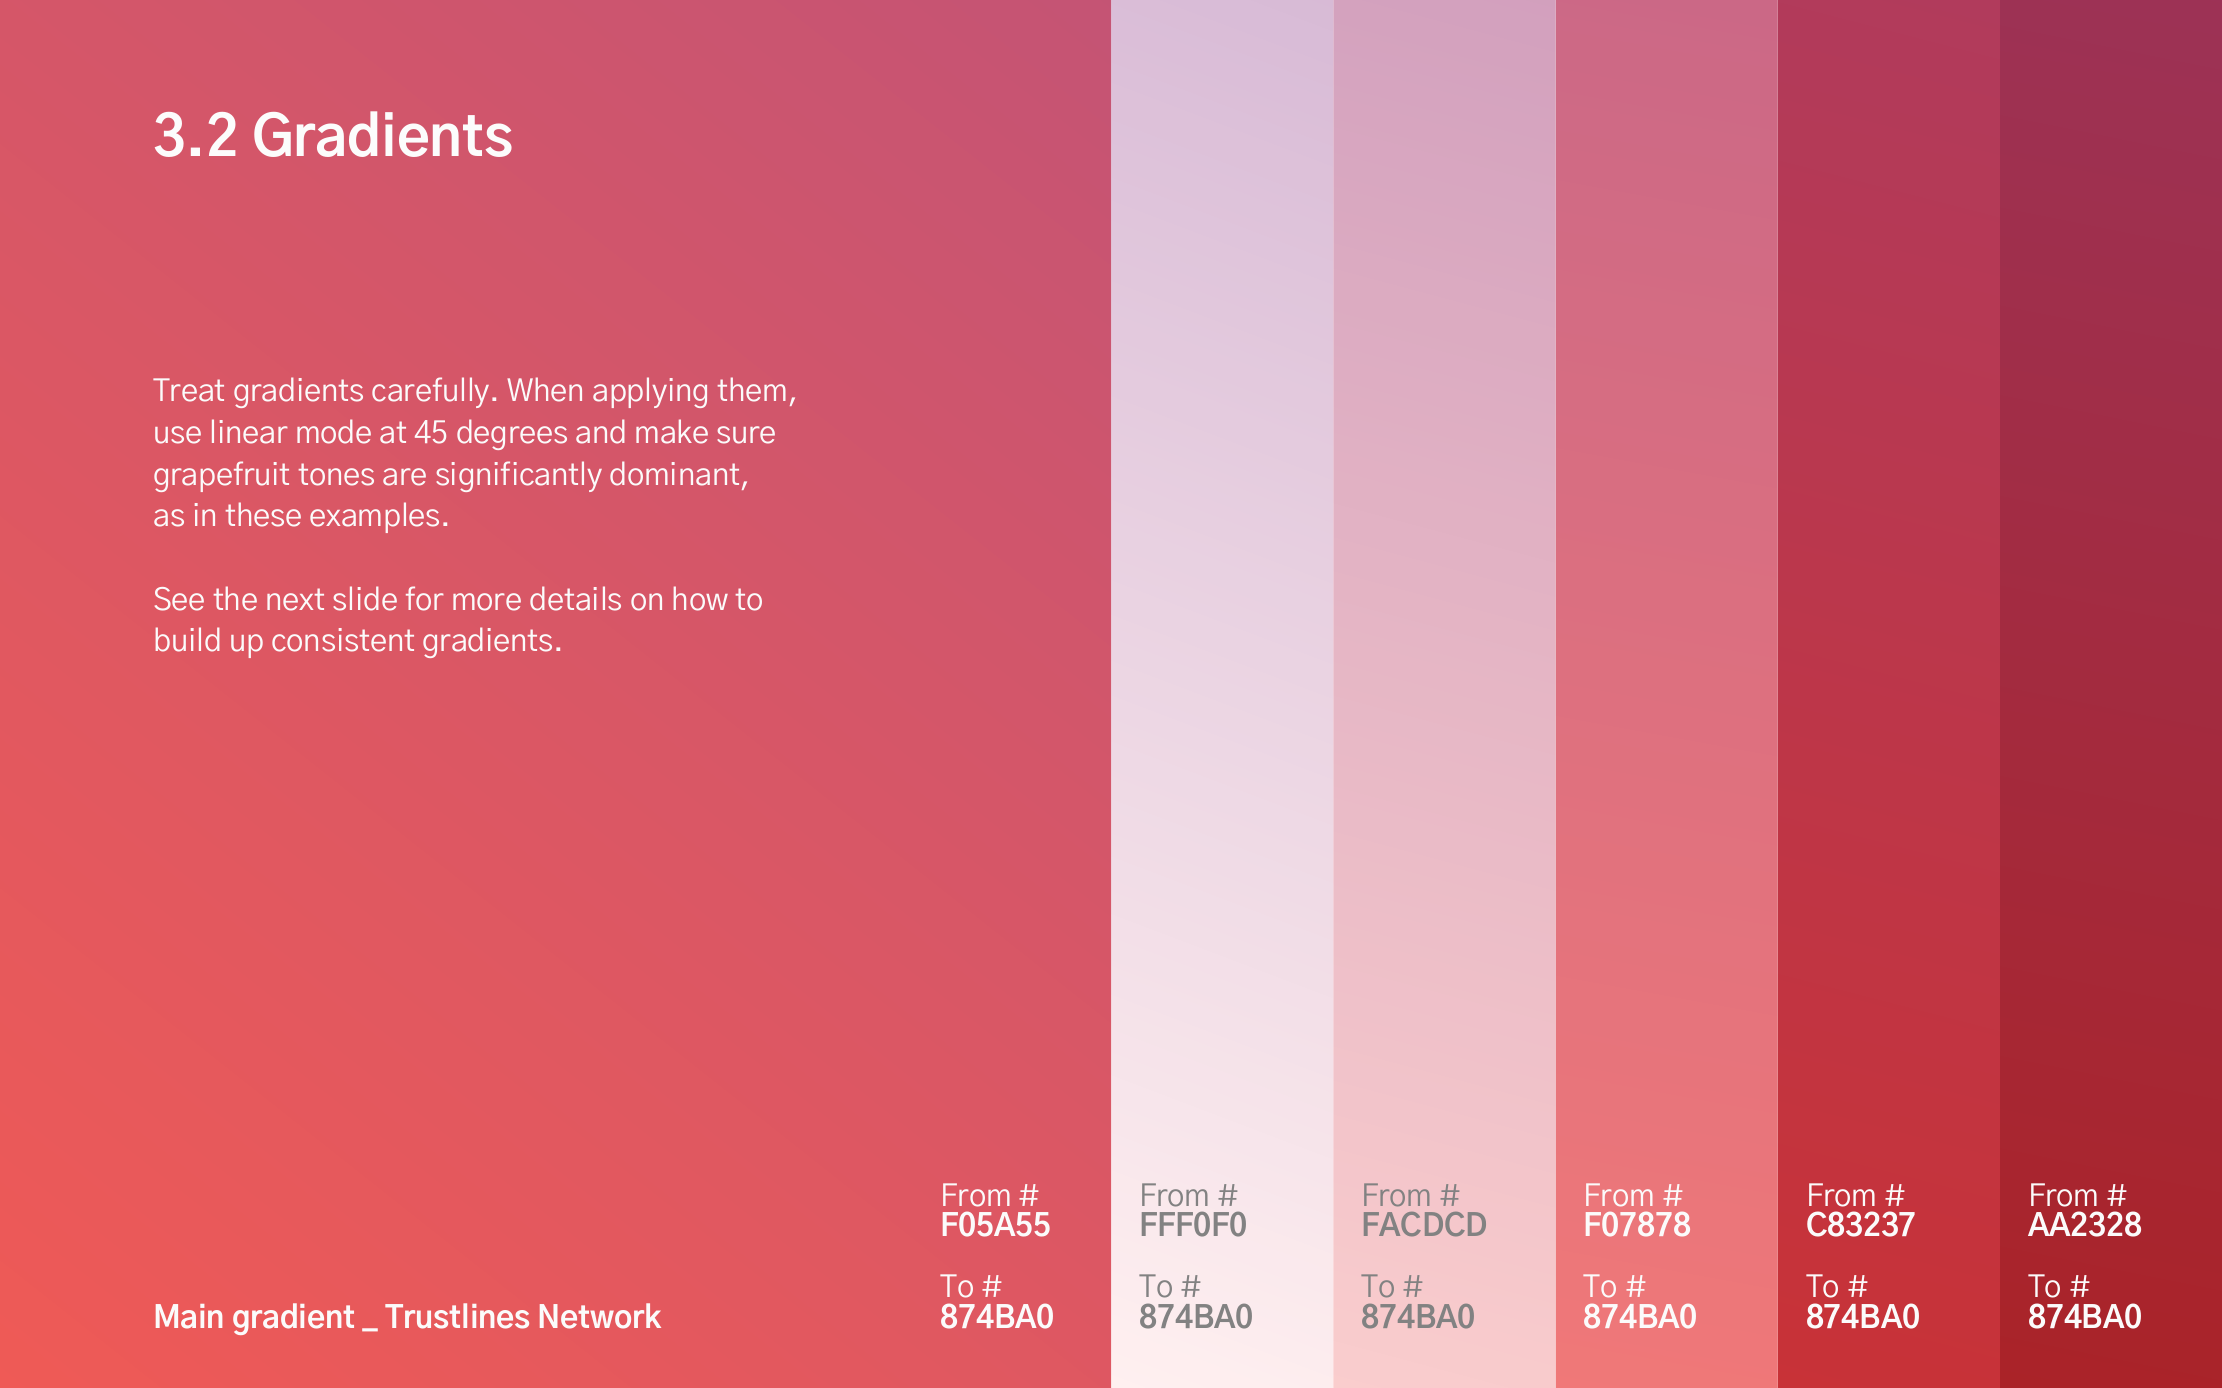 3.2 Gradients
Treat gradients carefully. When applying them,
use linear mode at 45 degrees and make sure
grapefruit tones are significantly dominant,
as in these examples.
See the next slide for more details on how to
build up consistent gradients.
Main gradient _ Trustlines Network
From #
F05A55
To #
874BA0
From #
FFF0F0
To #
874BA0
From #
FACDCD
To #
874BA0
From #
F07878
To #
874BA0
From #
C83237
To #
874BA0
From #
AA2328
To #
874BA0